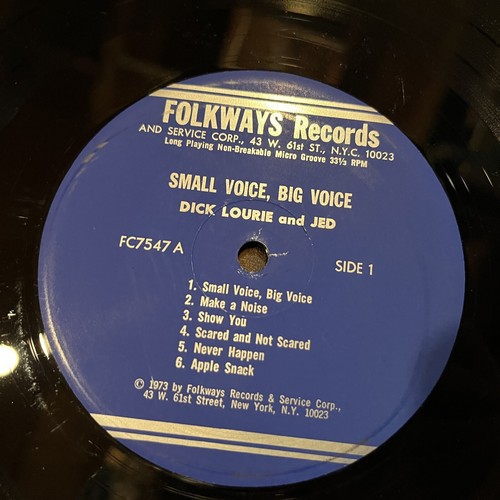 FOLKWAYS Records
AND SERVICE CORP., 43 W. 61st ST., N.Y.C. 10023
Long Playing Non-Breakable Micro Groove 33⅓ RPM
SMALL VOICE, BIG VOICE
DICK LOURIE and JED
FC7547 A
SIDE 1
1. Small Voice, Big Voice
2. Make a Noise
3. Show You
4. Scared and Not Scared
5. Never Happen
6. Apple Snack
© 1973 by Folkways Records & Service Corp.,
43 W. 61st Street, New York, N.Y. 10023